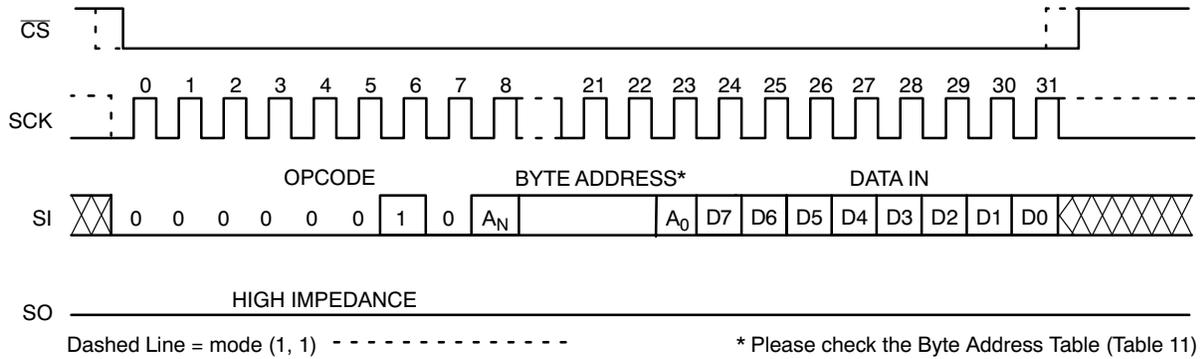 CS
0 1 2 3 4 5 6 7 8 21 22 23 24 25 26 27 28 29 30 31
SCK
OPCODE BYTE ADDRESS* DATA IN
SI 0 0 0 0 0 0 1 0 AN A0 D7 D6 D5 D4 D3 D2 D1 D0
HIGH IMPEDANCE
SO
Dashed Line = mode (1, 1) * Please check the Byte Address Table (Table 11)